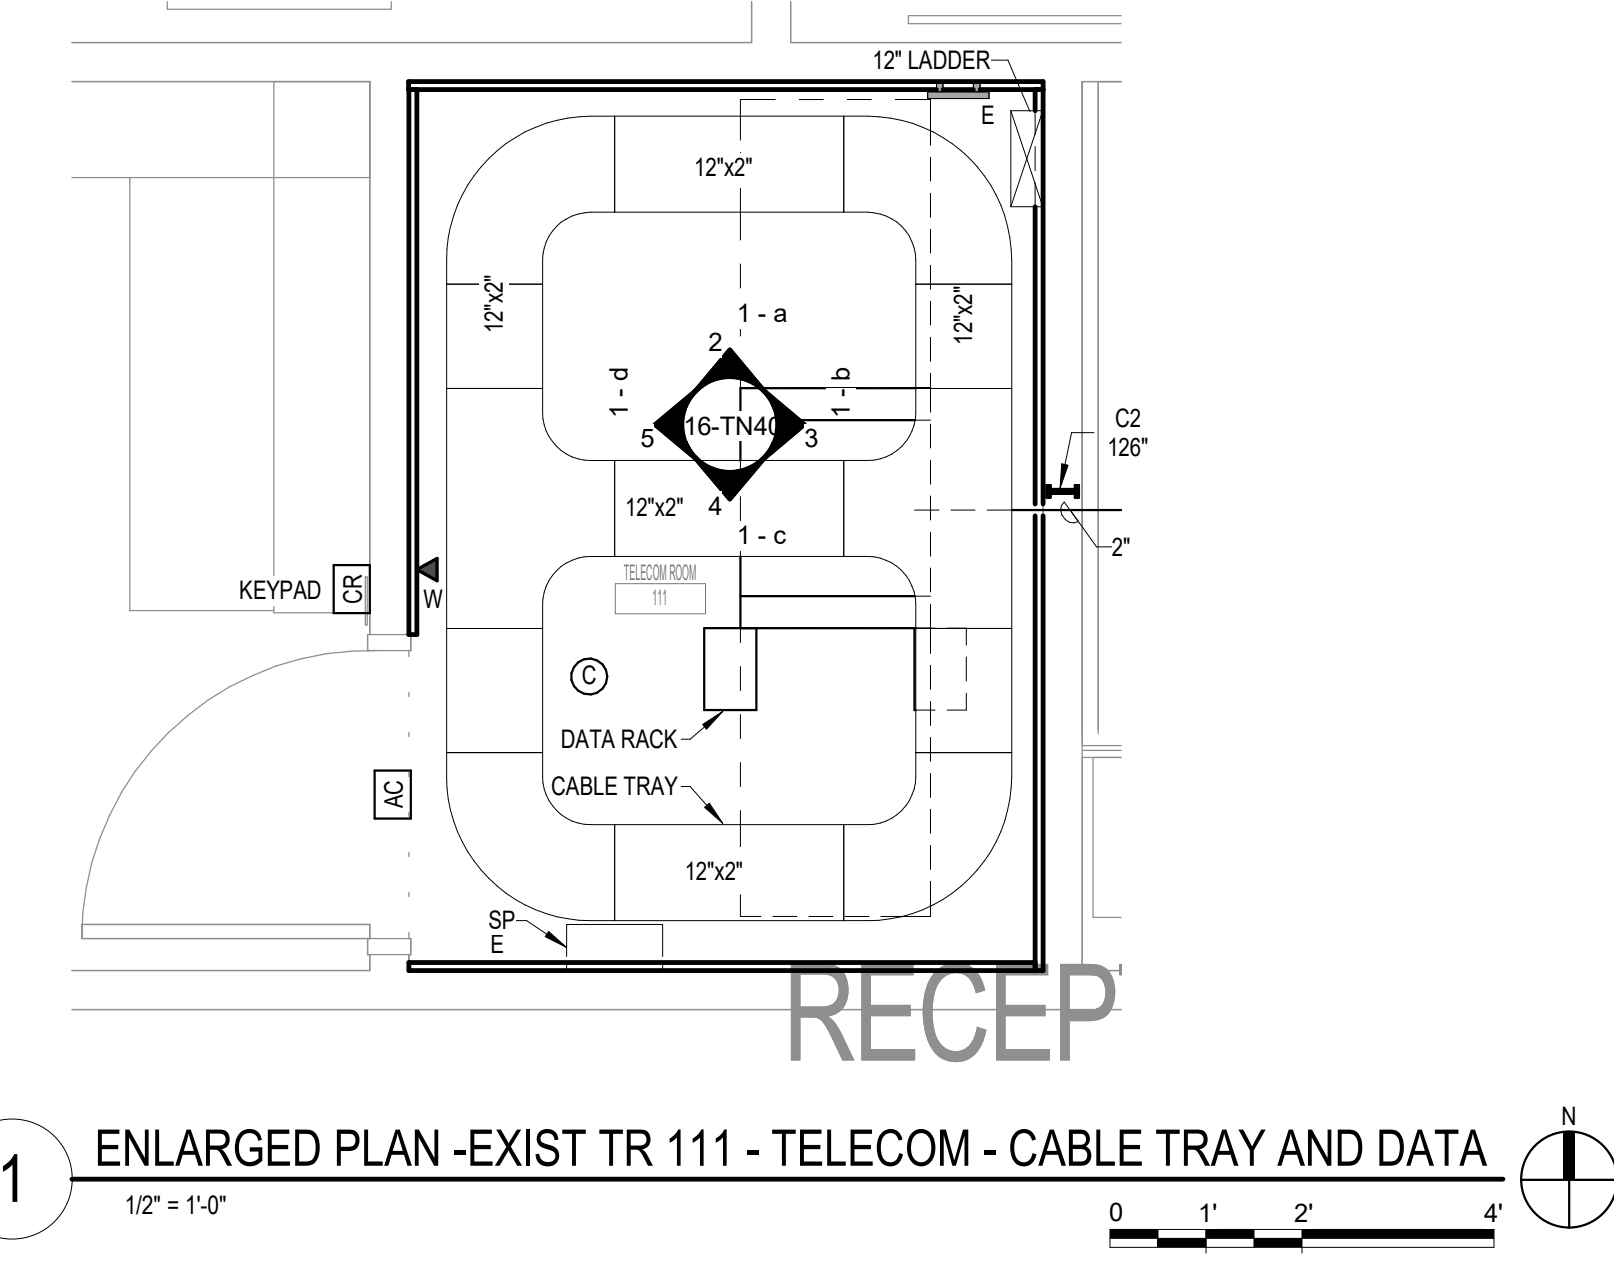 12" LADDER
E
12"x2"
12"x2"
12"x2"
1 - a
2
1 - d
1 - b
16-TN40
5
3
C2
126"
12"x2"
4
1 - c
2"
TELECOM ROOM
111
KEYPAD
CR
W
C
DATA RACK
CABLE TRAY
AC
12"x2"
SP
E
RECEP
1
ENLARGED PLAN -EXIST TR 111 - TELECOM - CABLE TRAY AND DATA
N
1/2" = 1'-0"
0 1' 2' 4'